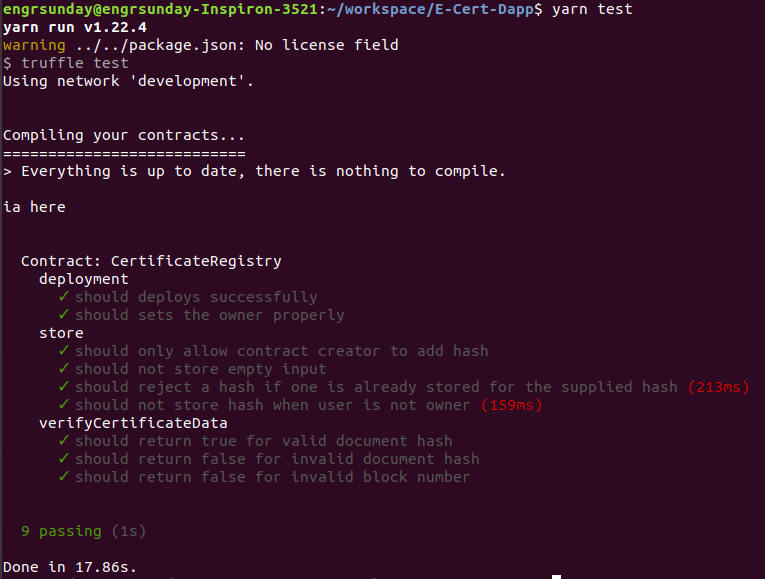 engrsunday@engrsunday-Inspiron-3521:~/workspace/E-Cert-Dapp$ yarn test
yarn run v1.22.4
warning ../../package.json: No license field
$ truffle test
Using network 'development'.
Compiling your contracts...
===========================
> Everything is up to date, there is nothing to compile.
ia here
Contract: CertificateRegistry
deployment
✓ should deploys successfully
✓ should sets the owner properly
store
✓ should only allow contract creator to add hash
✓ should not store empty input
✓ should reject a hash if one is already stored for the supplied hash (213ms)
✓ should not store hash when user is not owner (159ms)
verifyCertificateData
✓ should return true for valid document hash
✓ should return false for invalid document hash
✓ should return false for invalid block number
9 passing (1s)
Done in 17.86s.